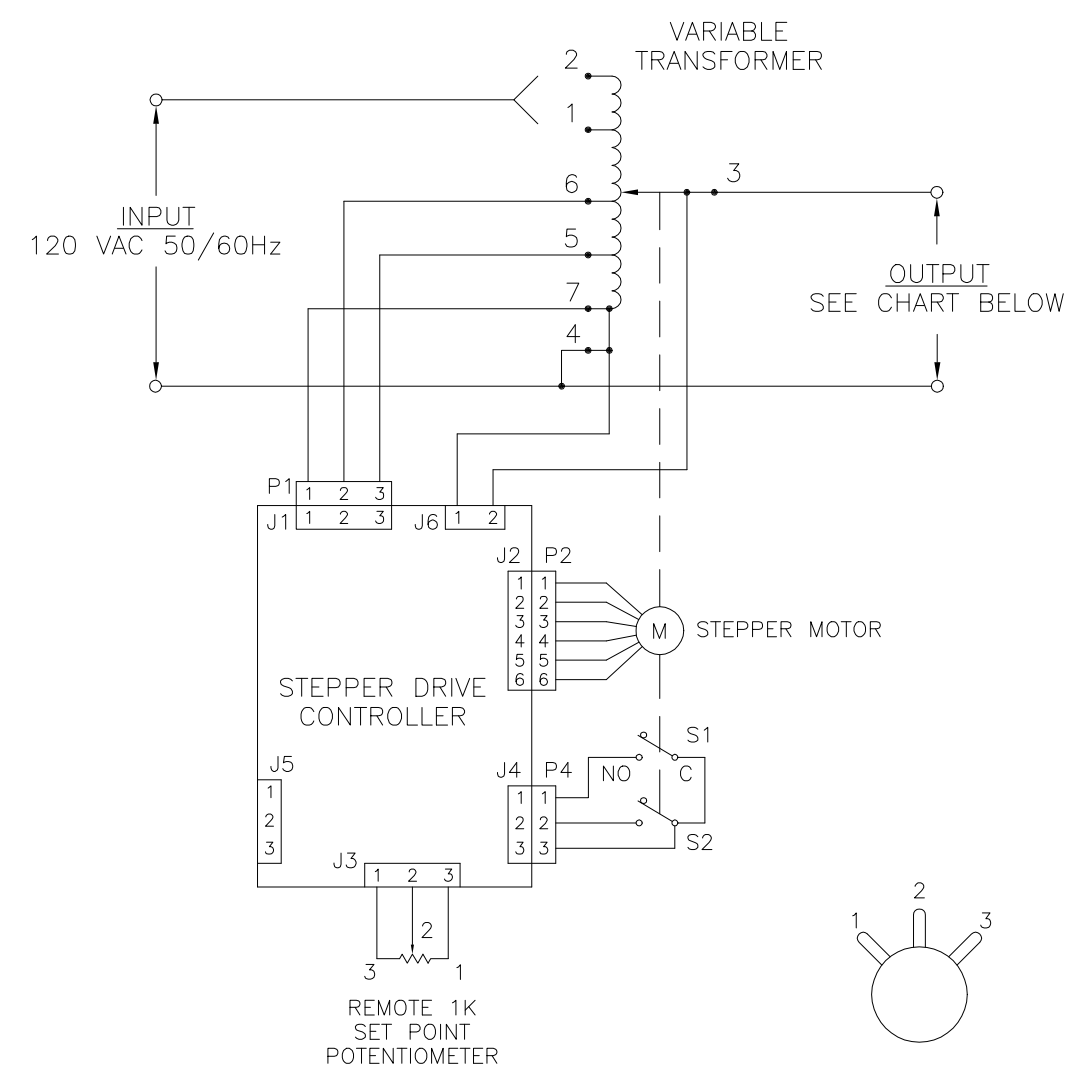 VARIABLE
TRANSFORMER
2
1
6
5
7
4
3
INPUT
120 VAC 50/60Hz
OUTPUT
SEE CHART BELOW
P1
1 2 3
J1
1 2 3
J6
1 2
J2 P2
1 1
2 2
3 3
4 4
5 5
6 6
M
STEPPER MOTOR
STEPPER DRIVE
CONTROLLER
S1
NO C
J5
1
2
3
J4 P4
1 1
2 2
3 3
S2
J3
1 2 3
2
3 1
REMOTE 1K
SET POINT
POTENTIOMETER
1 2 3